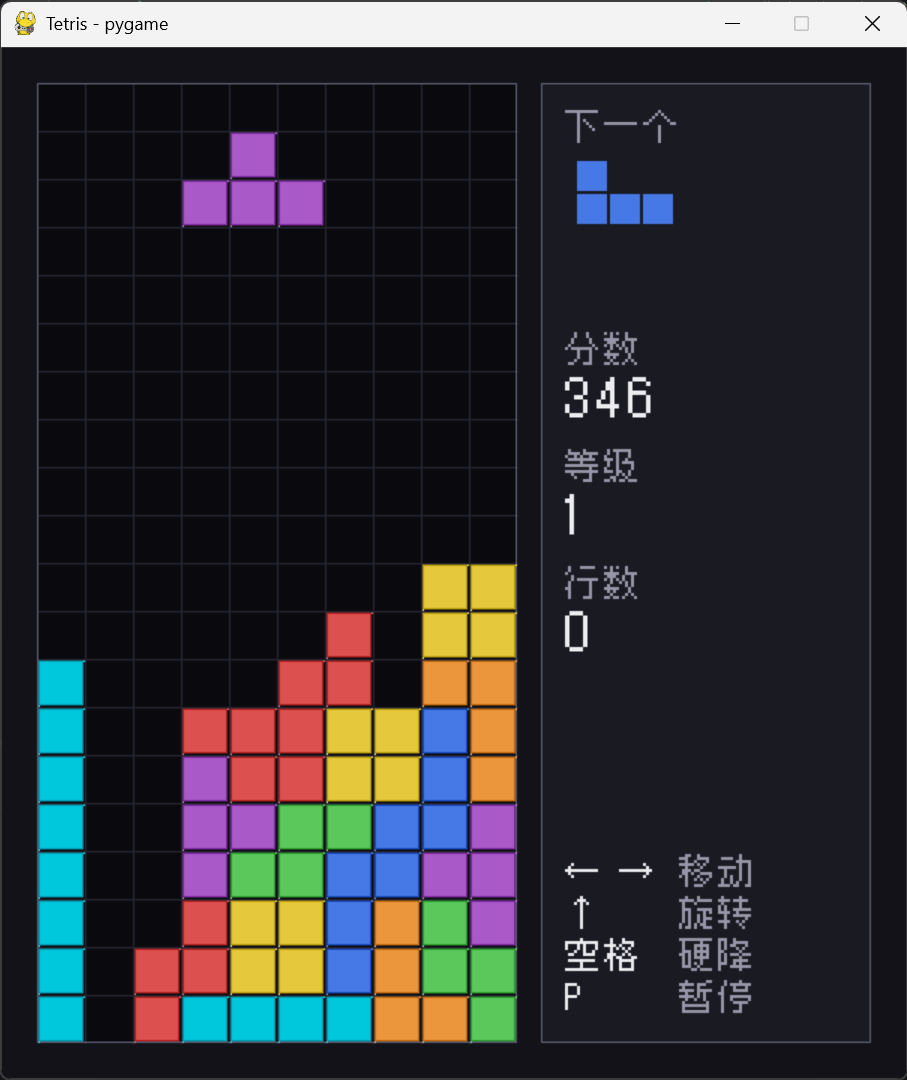 Tetris - pygame
下一个
分数
346
等级
1
行数
0
← → 移动
↑ 旋转
空格 硬降
P 暂停